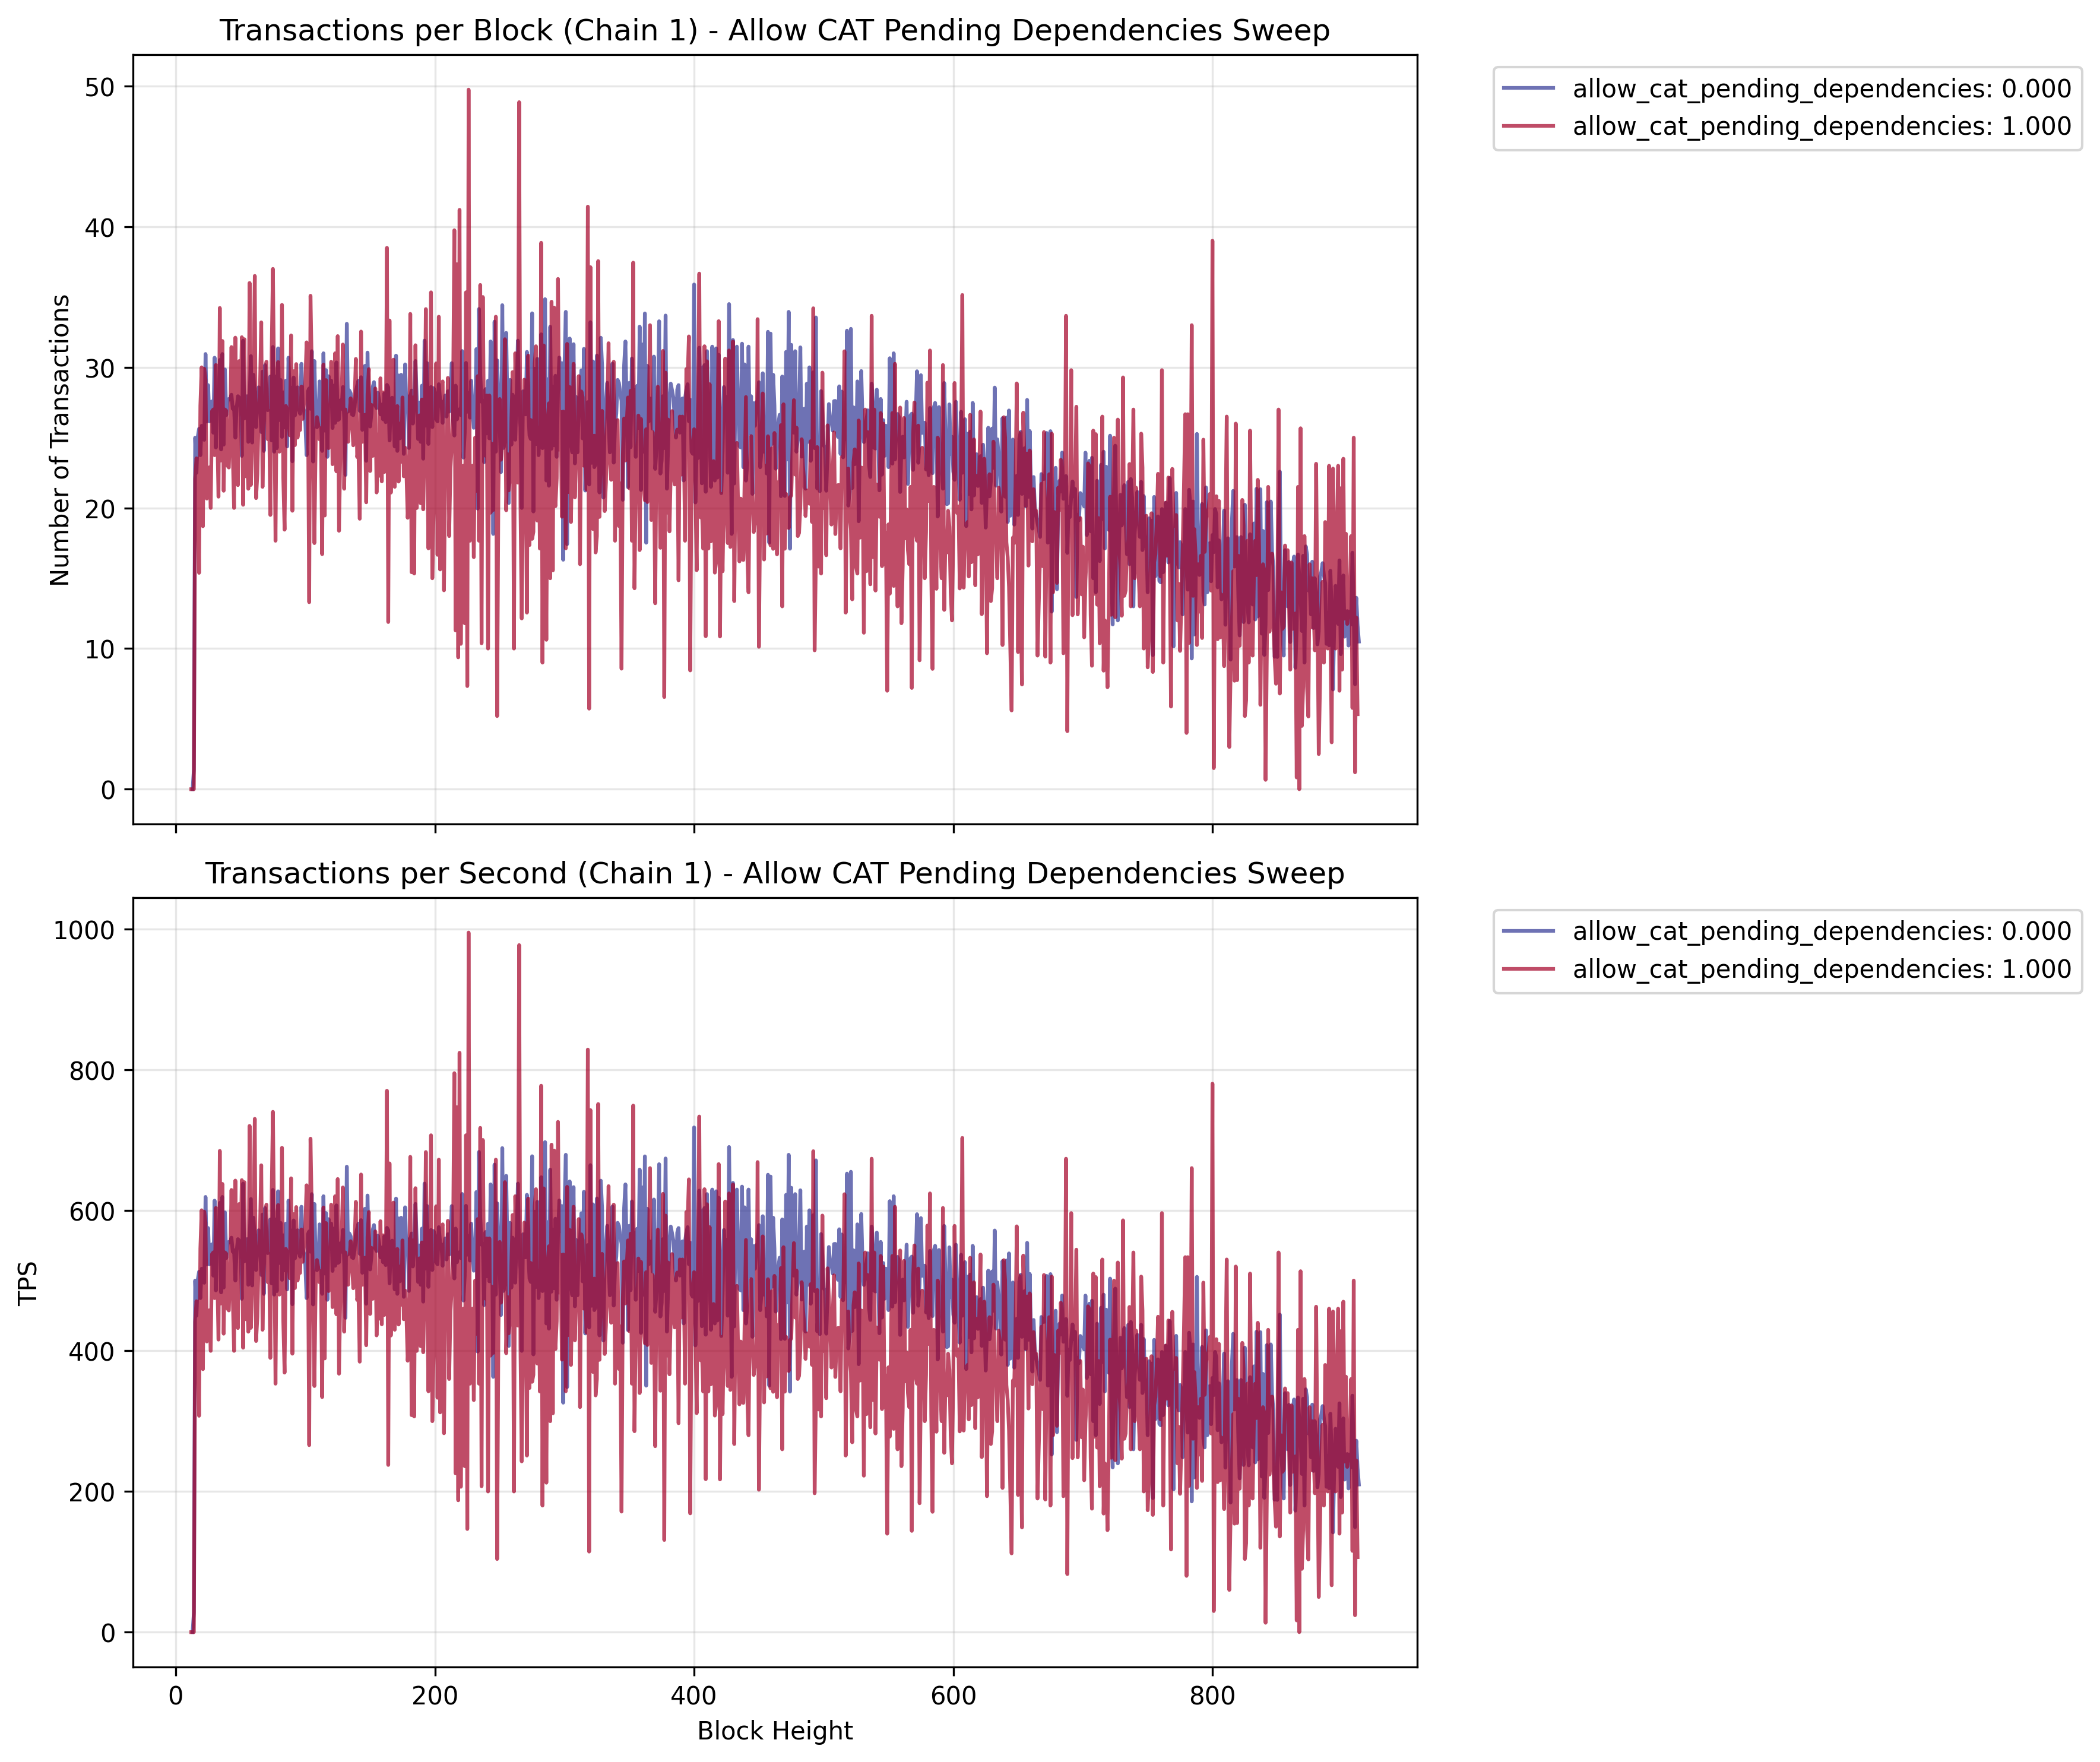 Transactions per Block (Chain 1) - Allow CAT Pending Dependencies Sweep
50
40
30
20
10
0
Number of Transactions
allow_cat_pending_dependencies: 0.000
allow_cat_pending_dependencies: 1.000
Transactions per Second (Chain 1) - Allow CAT Pending Dependencies Sweep
1000
800
600
400
200
0
TPS
0 200 400 600 800
Block Height
allow_cat_pending_dependencies: 0.000
allow_cat_pending_dependencies: 1.000